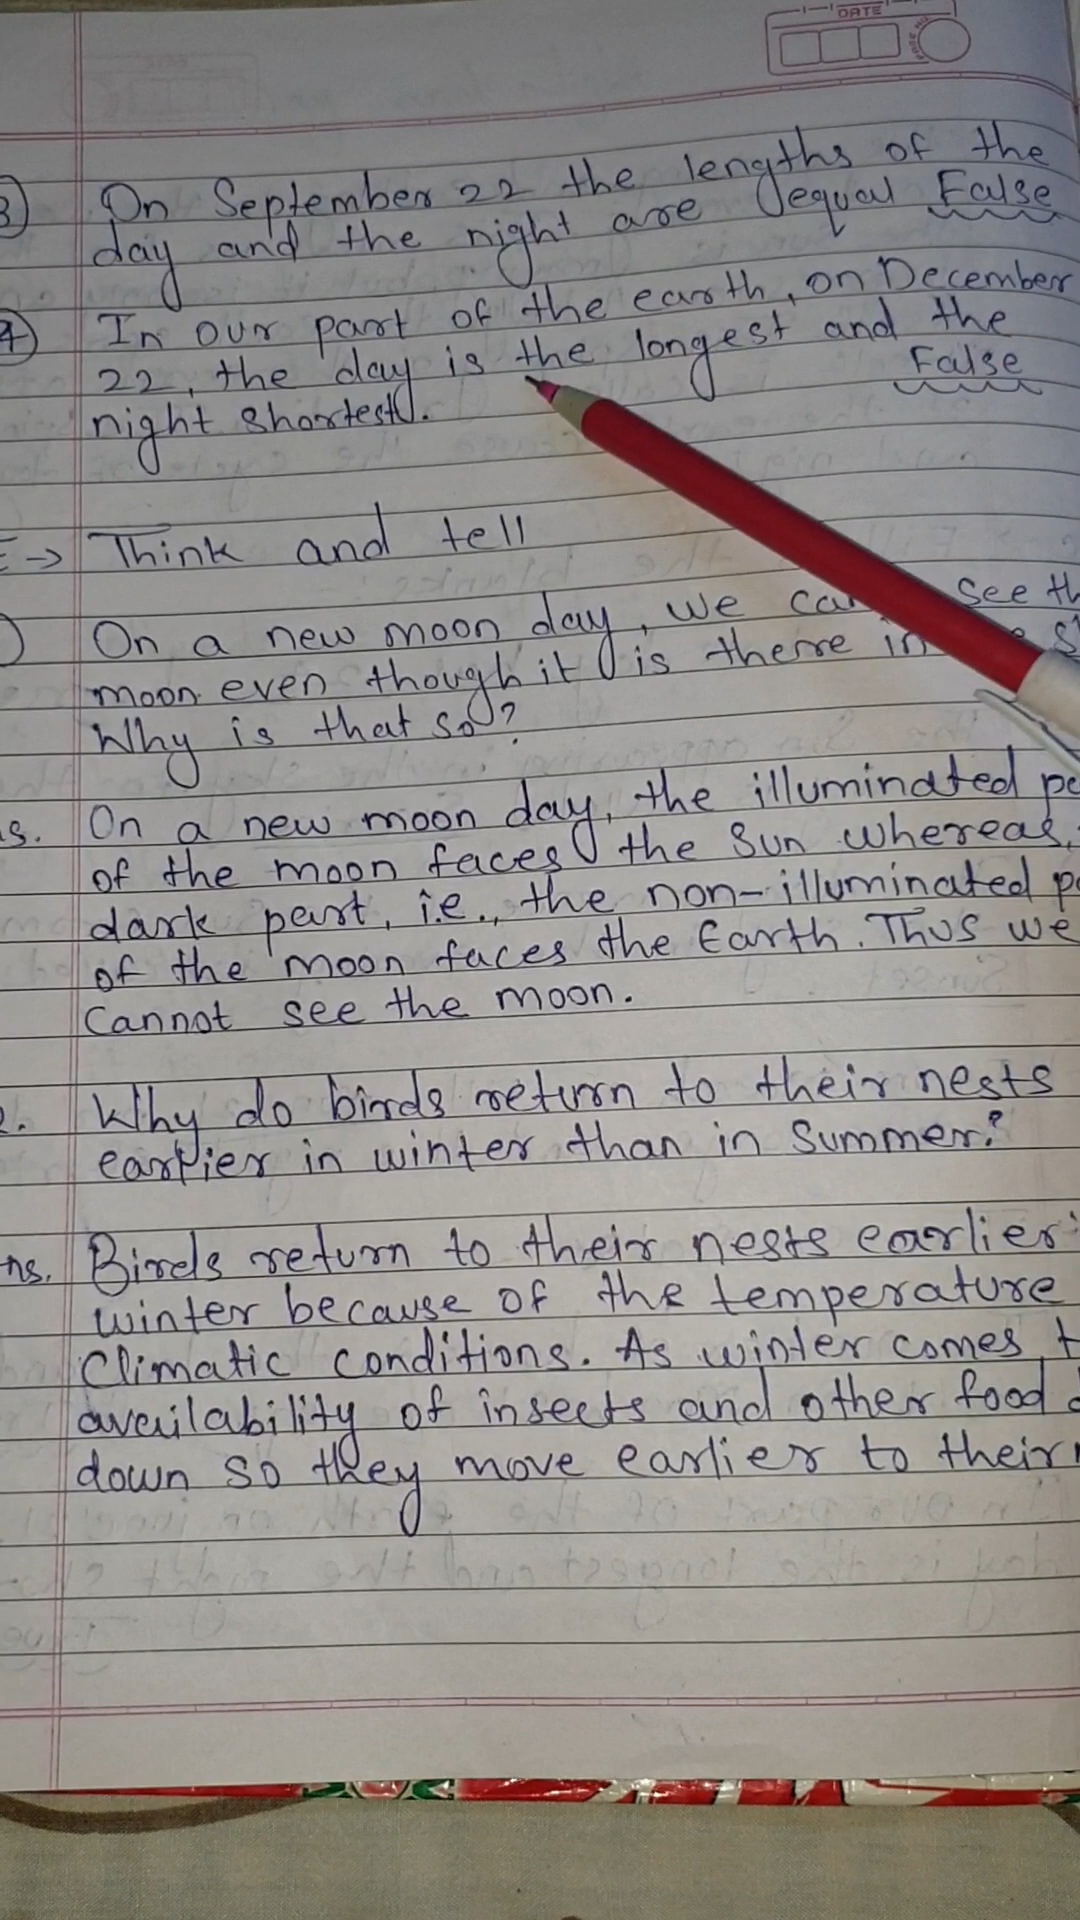 DATE
3) On September 22 the lengths of the
day and the night are equal False
4) In our part of the earth, on December
22, the day is the longest and the
night shortest. False
E→ Think and tell
On a new moon day, we see
moon even though it is there in
Why is that so?
On a new moon day, the illuminated
of the moon faces the Sun whereas,
dark part, i.e., the non-illuminated
of the moon faces the Earth. Thus we
Cannot see the moon.
2. Why do birds return to their nests
earlier in winter than in Summer?
ns. Birds return to their nests earlier
winter because of the temperature
Climatic conditions. As winter comes
availability of insects and other food
down so they move earlier to their